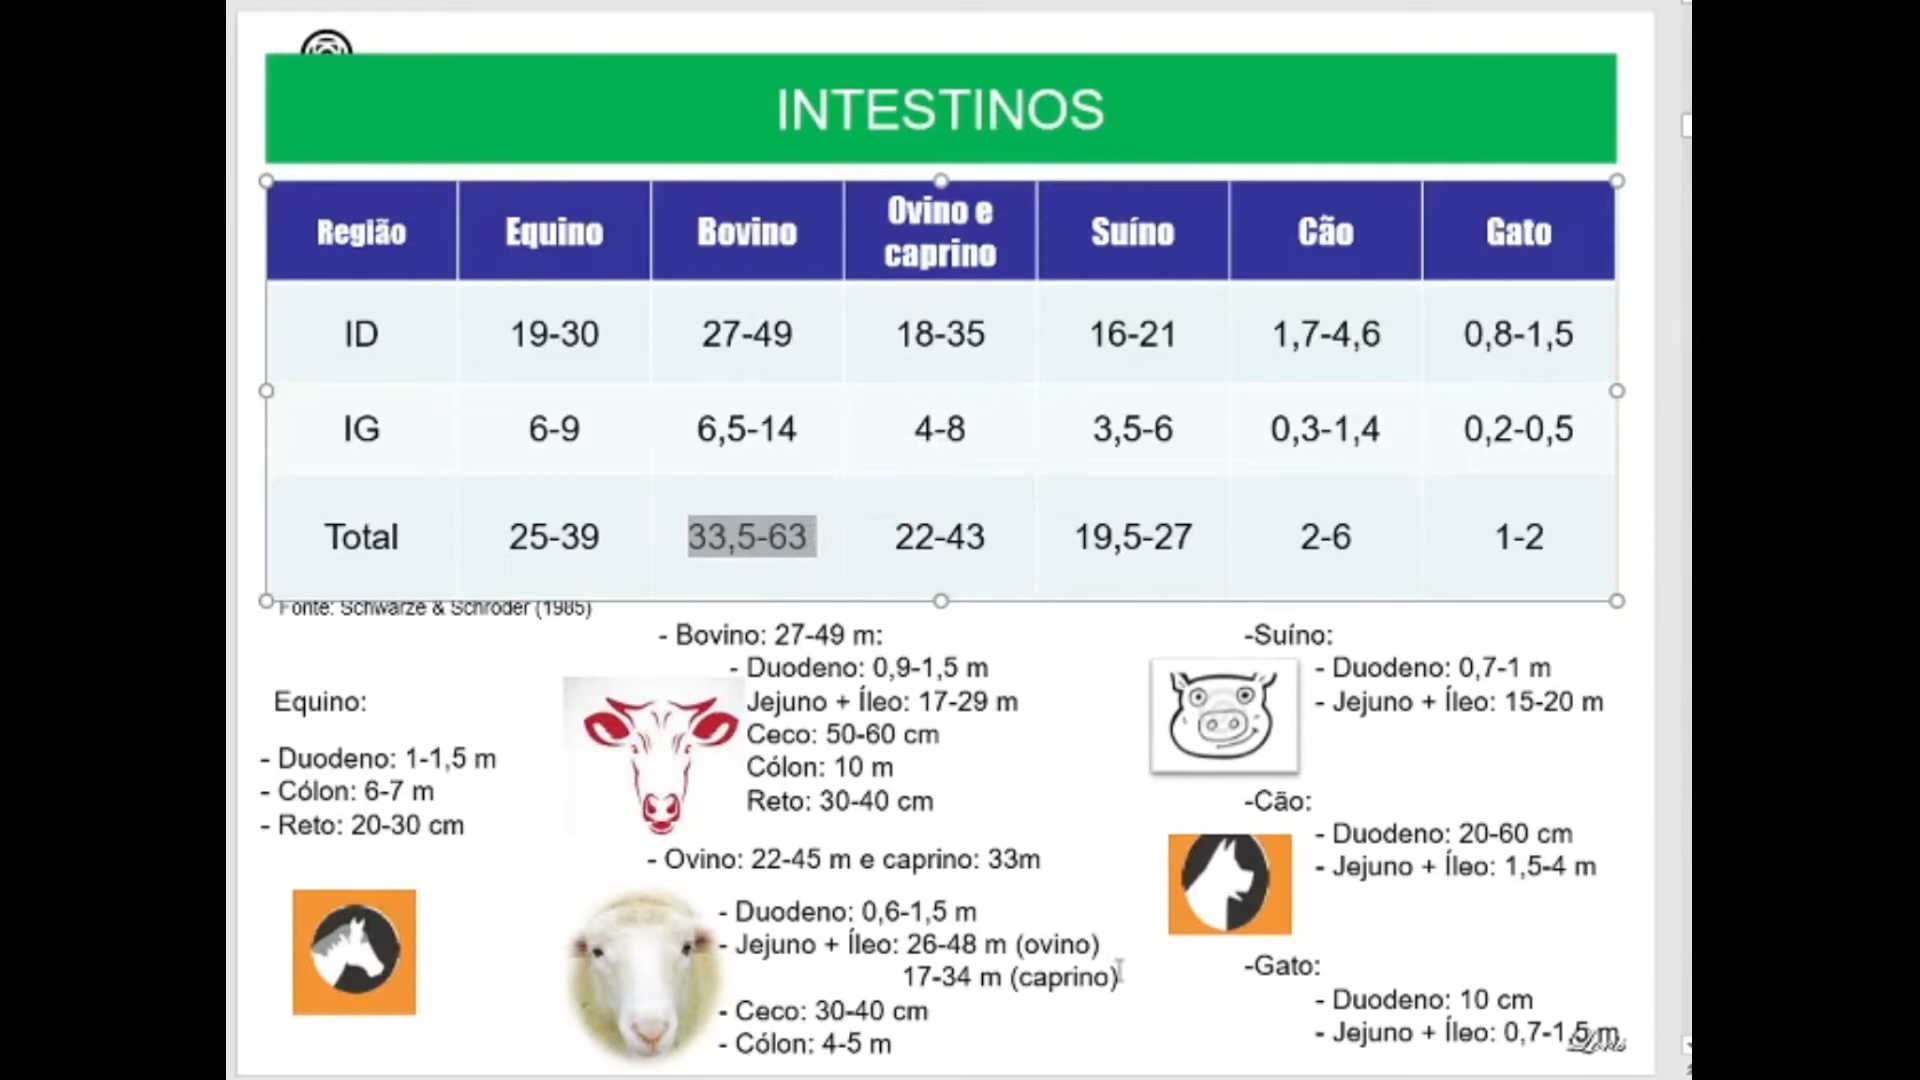 INTESTINOS
Região Equino Bovino Ovino e caprino Suíno Cão Gato
ID 19-30 27-49 18-35 16-21 1,7-4,6 0,8-1,5
IG 6-9 6,5-14 4-8 3,5-6 0,3-1,4 0,2-0,5
Total 25-39 33,5-63 22-43 19,5-27 2-6 1-2
Fonte: Schwarze & Schroder (1985)
Equino:
- Duodeno: 1-1,5 m
- Cólon: 6-7 m
- Reto: 20-30 cm
- Bovino: 27-49 m:
- Duodeno: 0,9-1,5 m
Jejuno + Íleo: 17-29 m
Ceco: 50-60 cm
Cólon: 10 m
Reto: 30-40 cm
- Ovino: 22-45 m e caprino: 33m
- Duodeno: 0,6-1,5 m
- Jejuno + Íleo: 26-48 m (ovino)
17-34 m (caprino)
- Ceco: 30-40 cm
- Cólon: 4-5 m
-Suíno:
- Duodeno: 0,7-1 m
- Jejuno + Íleo: 15-20 m
-Cão:
- Duodeno: 20-60 cm
- Jejuno + Íleo: 1,5-4 m
-Gato:
- Duodeno: 10 cm
- Jejuno + Íleo: 0,7-1,5 m